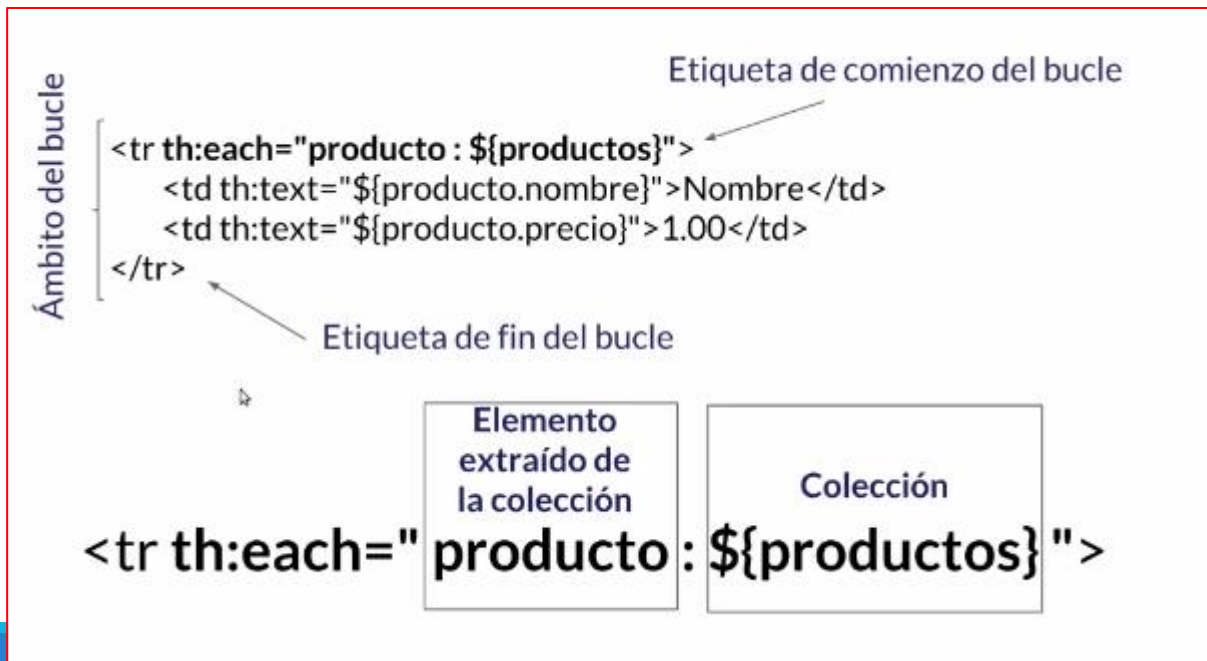 Etiqueta de comienzo del bucle
Ámbito del bucle
<tr th:each="producto : ${productos}">
<td th:text="${producto.nombre}">Nombre</td>
<td th:text="${producto.precio}">1.00</td>
</tr>
Etiqueta de fin del bucle
Elemento
extraído de
la colección
Colección
<tr th:each=" producto : ${productos} ">